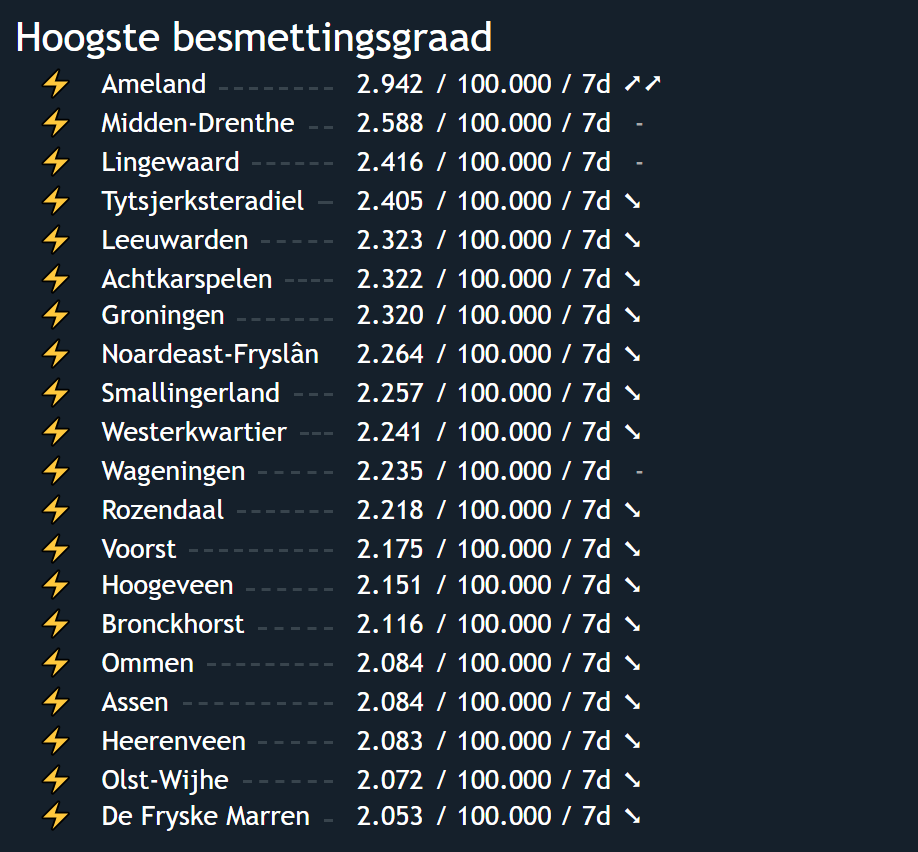 Hoogste besmettingsgraad
⚡ Ameland -------- 2.942 / 100.000 / 7d ➚➚
⚡ Midden-Drenthe -- 2.588 / 100.000 / 7d -
⚡ Lingewaard ------ 2.416 / 100.000 / 7d -
⚡ Tytsjerksteradiel - 2.405 / 100.000 / 7d ➘
⚡ Leeuwarden ----- 2.323 / 100.000 / 7d ➘
⚡ Achtkarspelen ---- 2.322 / 100.000 / 7d ➘
⚡ Groningen ------- 2.320 / 100.000 / 7d ➘
⚡ Noardeast-Fryslân 2.264 / 100.000 / 7d ➘
⚡ Smallingerland --- 2.257 / 100.000 / 7d ➘
⚡ Westerkwartier --- 2.241 / 100.000 / 7d ➘
⚡ Wageningen ------ 2.235 / 100.000 / 7d -
⚡ Rozendaal ------- 2.218 / 100.000 / 7d ➘
⚡ Voorst ---------- 2.175 / 100.000 / 7d ➘
⚡ Hoogeveen ------ 2.151 / 100.000 / 7d ➘
⚡ Bronckhorst ----- 2.116 / 100.000 / 7d ➘
⚡ Ommen --------- 2.084 / 100.000 / 7d ➘
⚡ Assen ---------- 2.084 / 100.000 / 7d ➘
⚡ Heerenveen ----- 2.083 / 100.000 / 7d ➘
⚡ Olst-Wijhe ------ 2.072 / 100.000 / 7d ➘
⚡ De Fryske Marren - 2.053 / 100.000 / 7d ➘